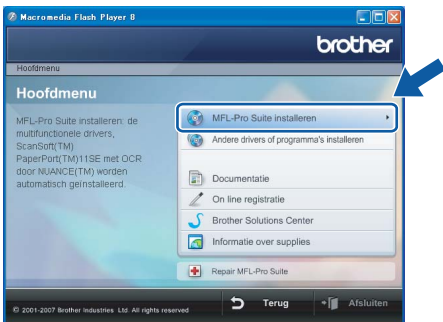 Macromedia Flash Player 8
brother
Hoofdmenu
Hoofdmenu
MFL-Pro Suite installeren: de
multifunctionele drivers,
ScanSoft(TM)
PaperPort(TM)11SE met OCR
door NUANCE(TM) worden
automatisch geïnstalleerd.
MFL-Pro Suite installeren
Andere drivers of programma's installeren
Documentatie
On line registratie
Brother Solutions Center
Informatie over supplies
Repair MFL-Pro Suite
© 2001-2007 Brother Industries Ltd. All rights reserved
Terug
Afsluiten